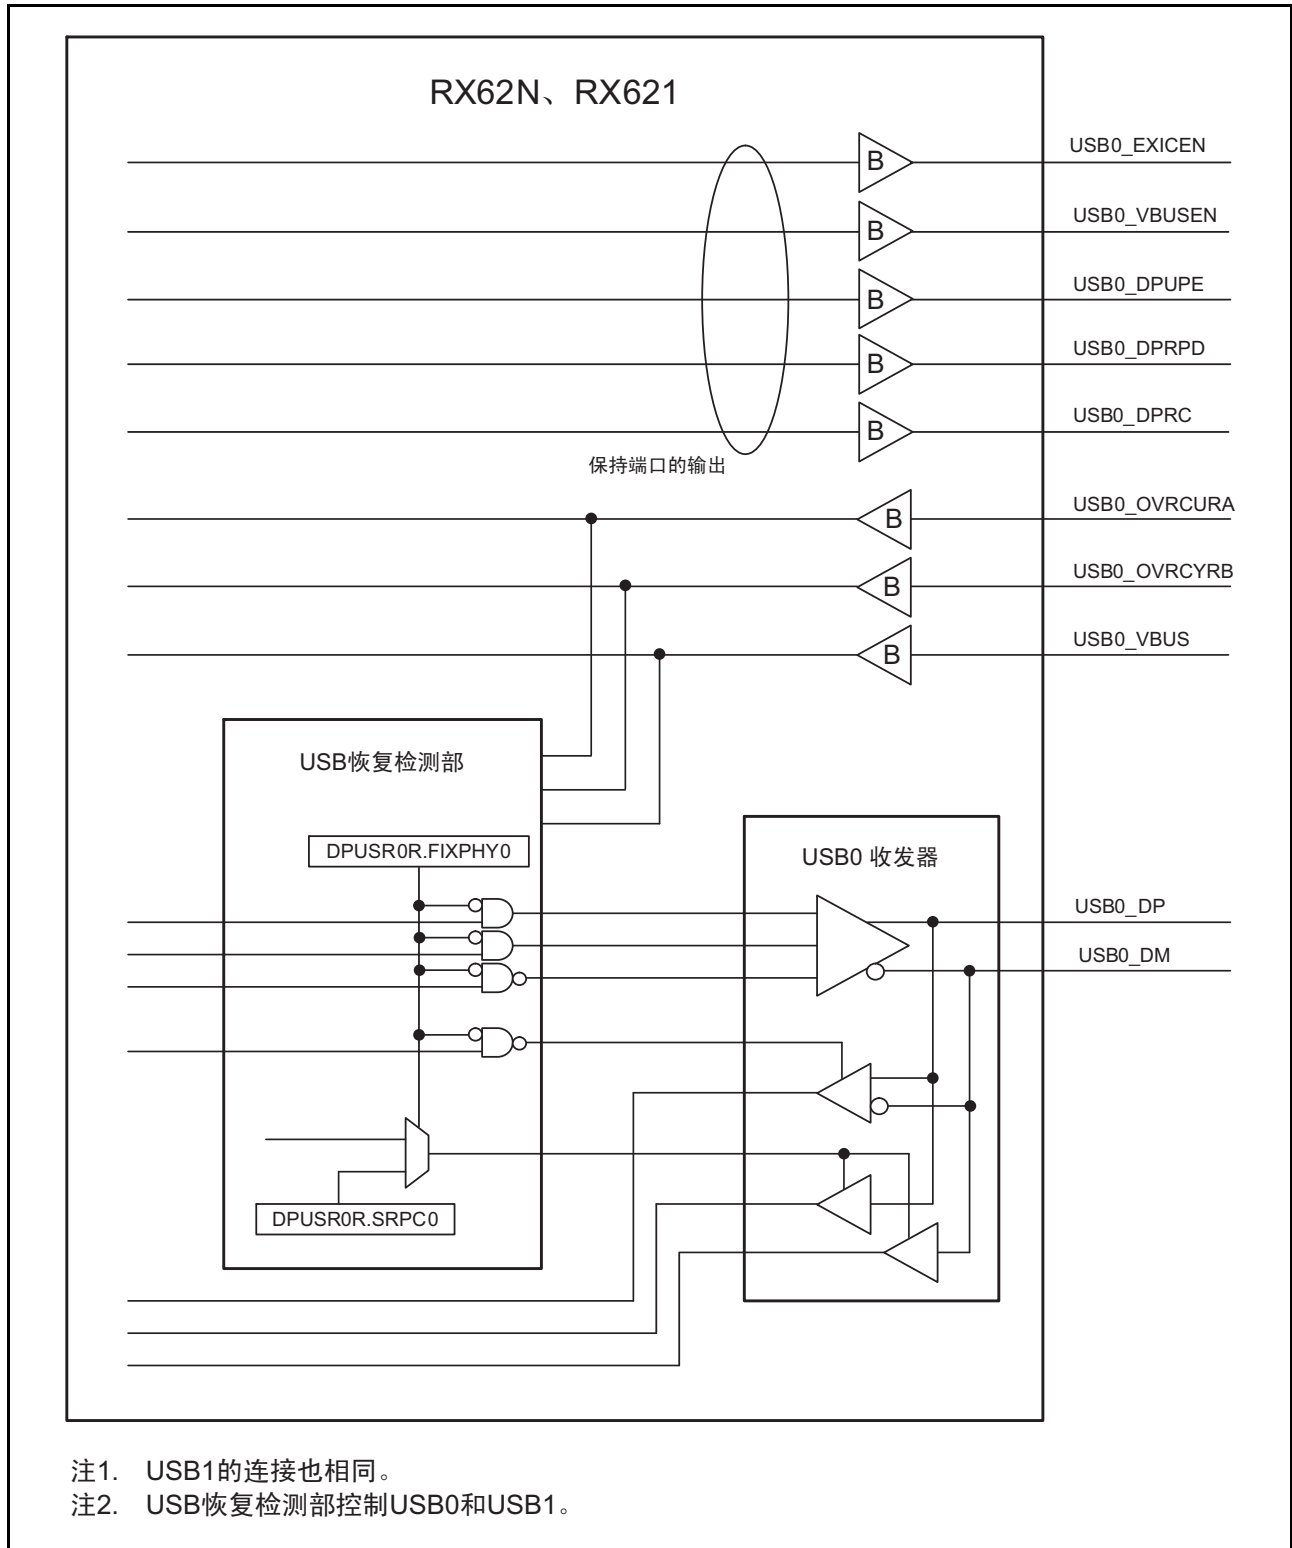 RX62N、RX621
B
USB0_EXICEN
B
USB0_VBUSEN
B
USB0_DPUPE
B
USB0_DPRPD
B
USB0_DPRC
保持端口的输出
B
USB0_OVRCURA
B
USB0_OVRCYRB
B
USB0_VBUS
USB恢复检测部
DPUSR0R.FIXPHY0
USB0 收发器
USB0_DP
USB0_DM
DPUSR0R.SRPC0
注1. USB1的连接也相同。
注2. USB恢复检测部控制USB0和USB1。